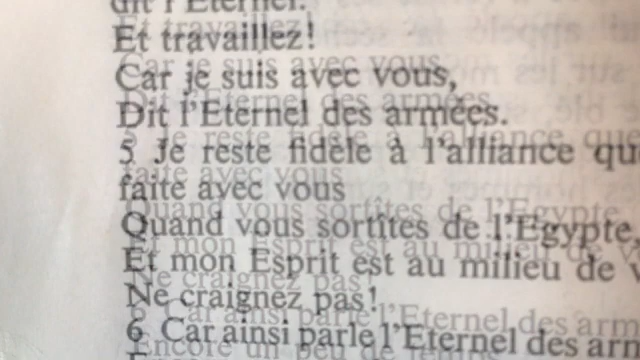 dit l'Eternel.
Et travaillez!
Car je suis avec vous,
Dit l'Eternel des armées.
5 Je reste fidèle à l'alliance
faite avec vous
Quand vous sortîtes de l'Egypte,
Et mon Esprit est au milieu de
Ne craignez pas!
6 Car ainsi parle l'Eternel des